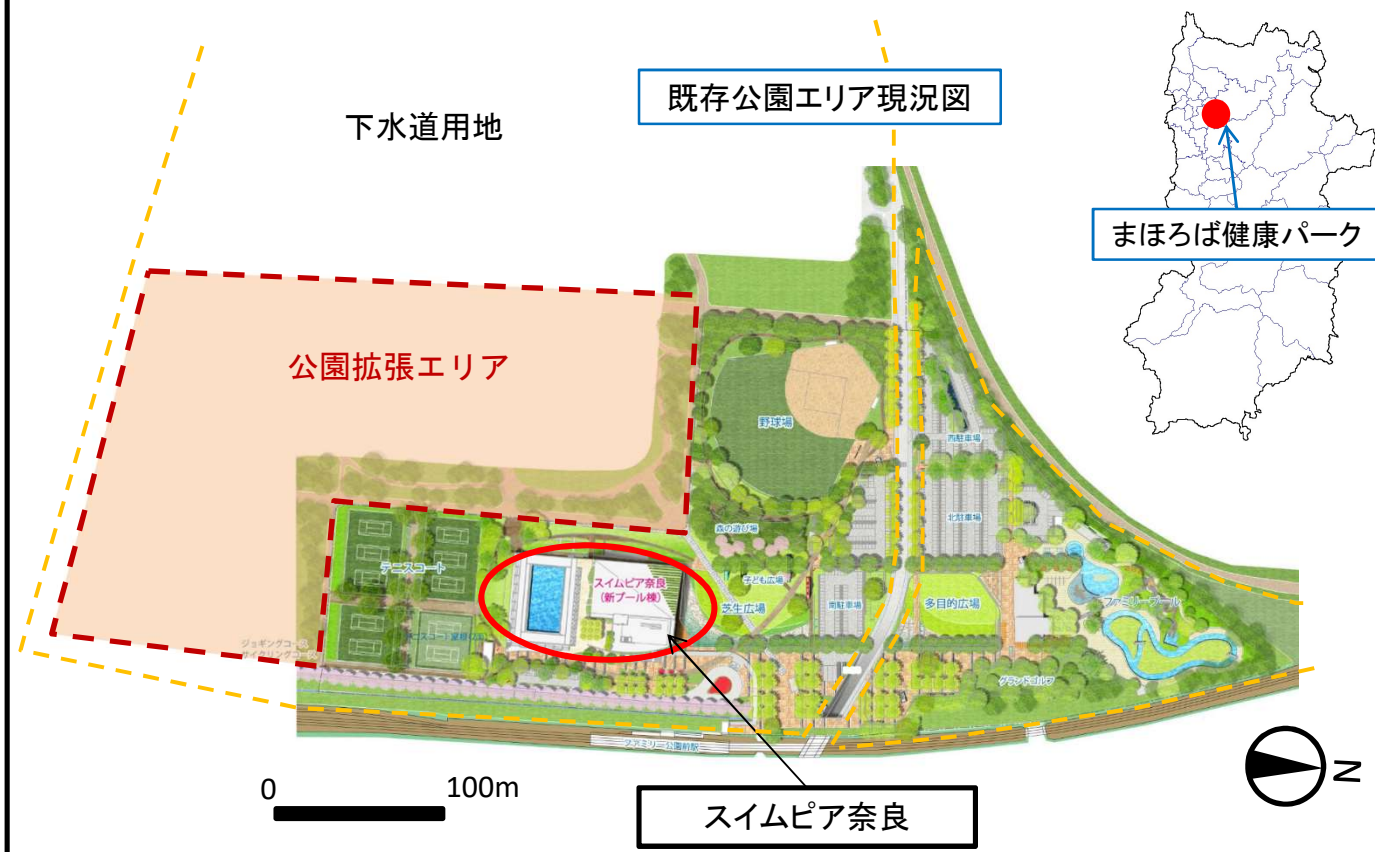 既存公園エリア現況図
下水道用地
まほろば健康パーク
公園拡張エリア
野球場
西駐車場
北駐車場
森の遊び場
テニスコート
スイムピア奈良
(新プール棟)
子ども広場
芝生広場
南駐車場
多目的広場
ファミリープール
グランドゴルフ
ファミリー公園前駅
0 100m
スイムピア奈良
N